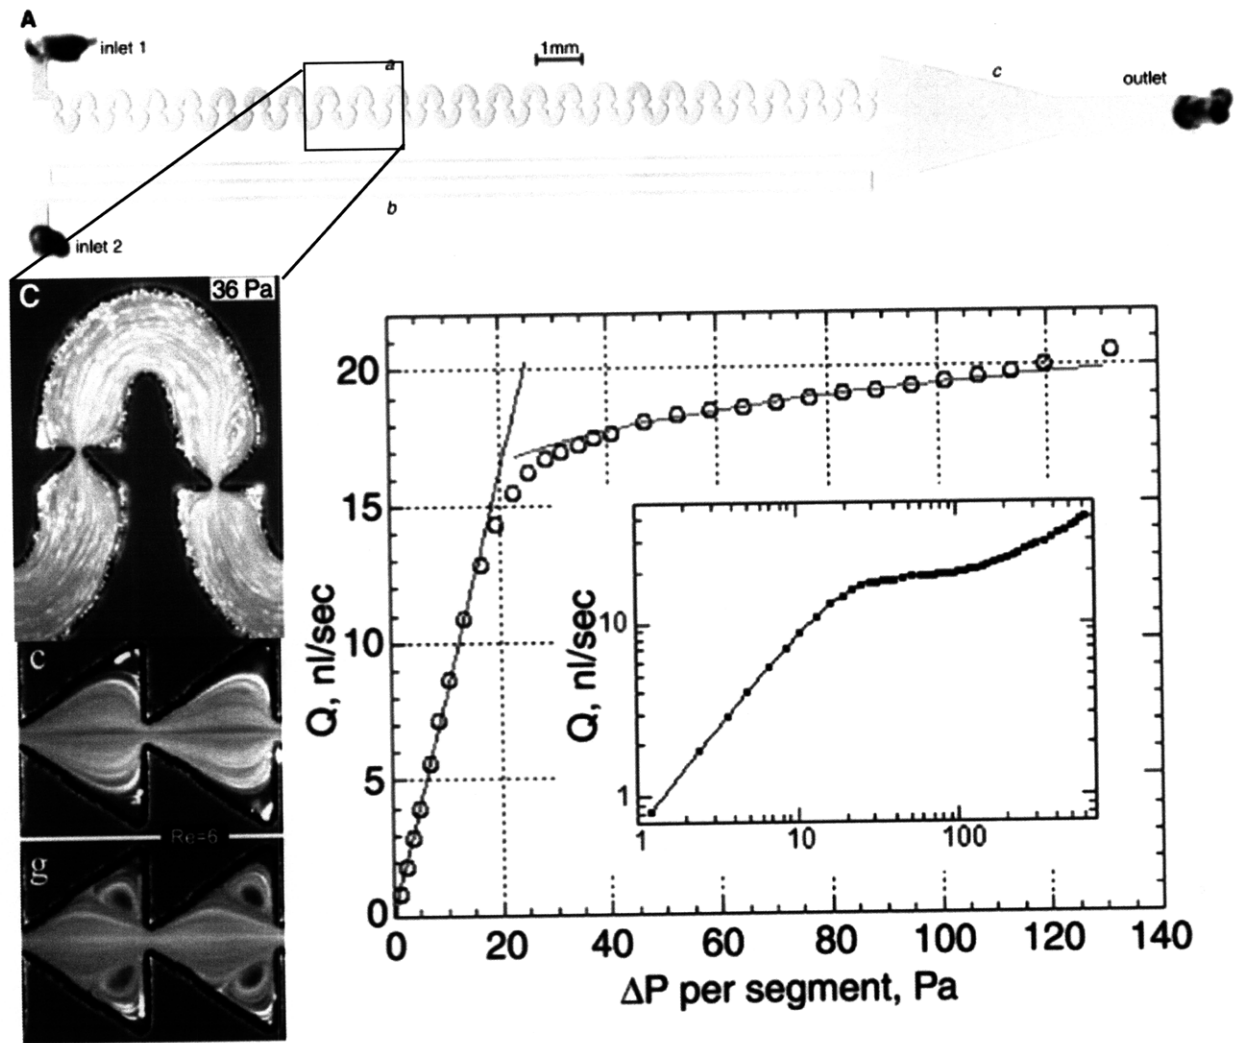 A
inlet 1
1mm
a
c
outlet
b
inlet 2
C
36 Pa
20
15
10
5
0
Q, nl/sec
0 20 40 60 80 100 120 140
ΔP per segment, Pa
Q, nl/sec
10
1
1 10 100
c
Re=6
g